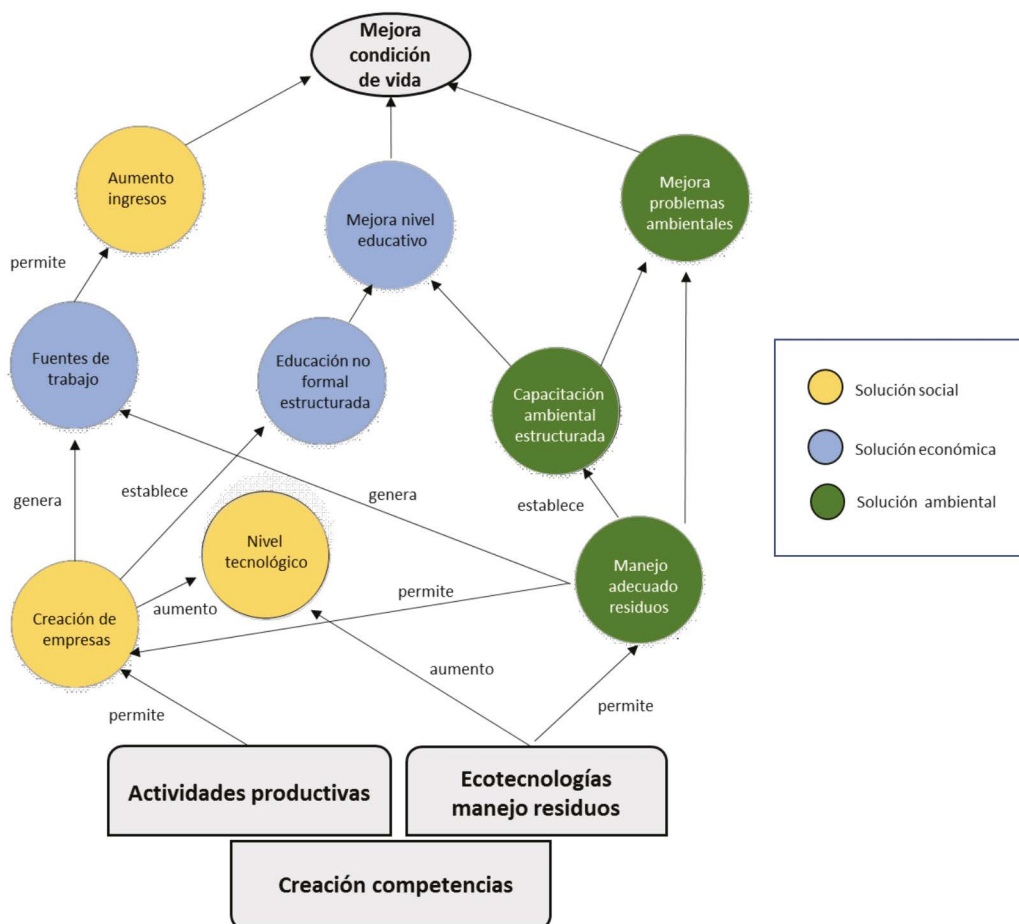 Mejora
condición
de vida
Aumento
ingresos
Mejora nivel
educativo
Mejora
problemas
ambientales
permite
Fuentes de
trabajo
Educación no
formal
estructurada
Capacitación
ambiental
estructurada
Solución social
Solución económica
Solución ambiental
genera
establece
genera
establece
Nivel
tecnológico
Manejo
adecuado
residuos
permite
aumento
Creación de
empresas
aumento
permite
permite
Actividades productivas
Ecotecnologías
manejo residuos
Creación competencias